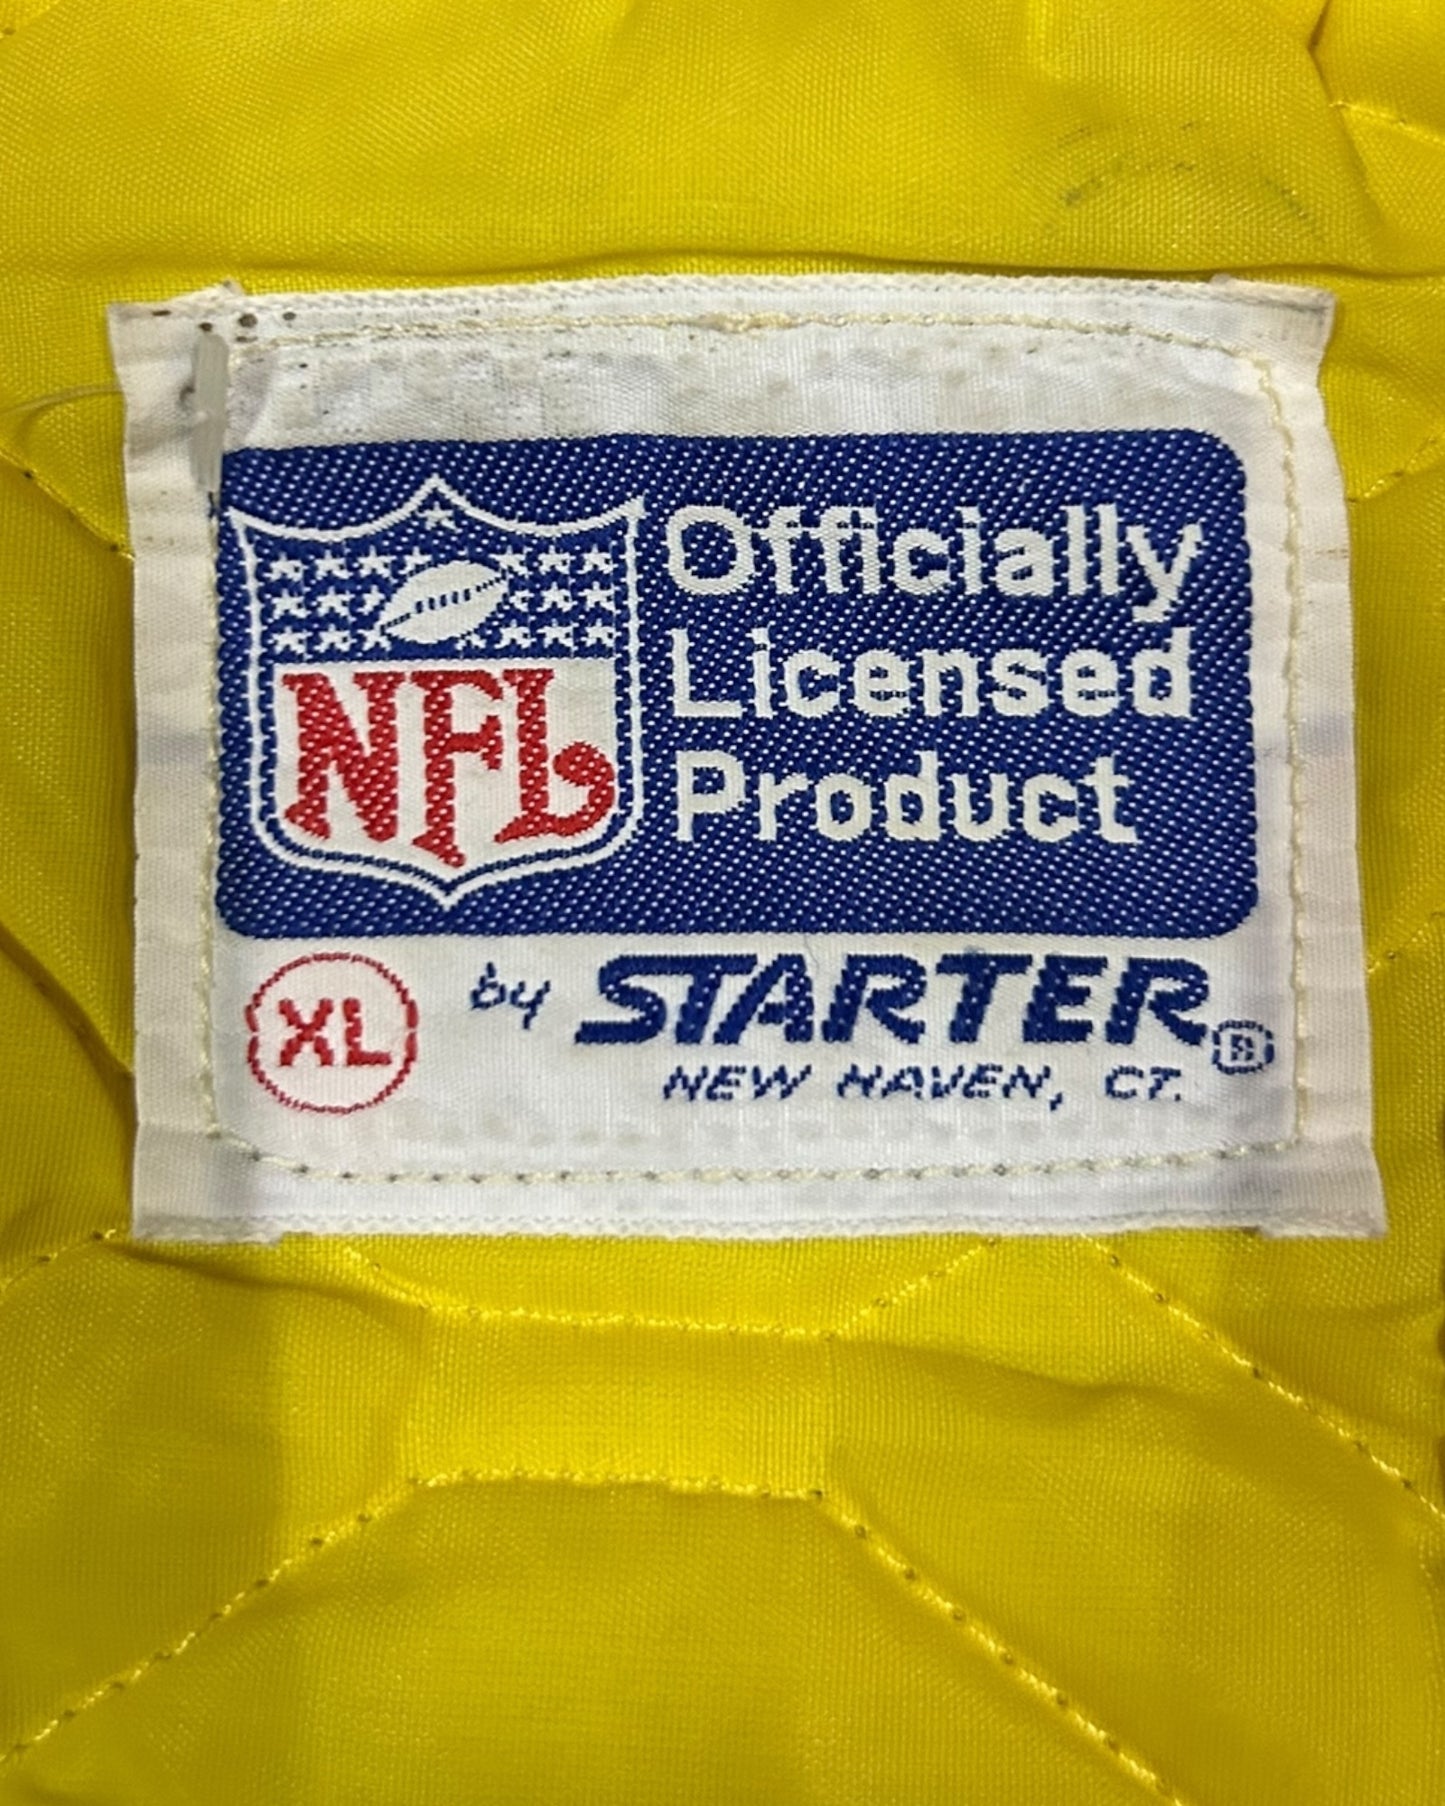 NFL
Officially
Licensed
Product
XL
by STARTER®
NEW HAVEN, CT.